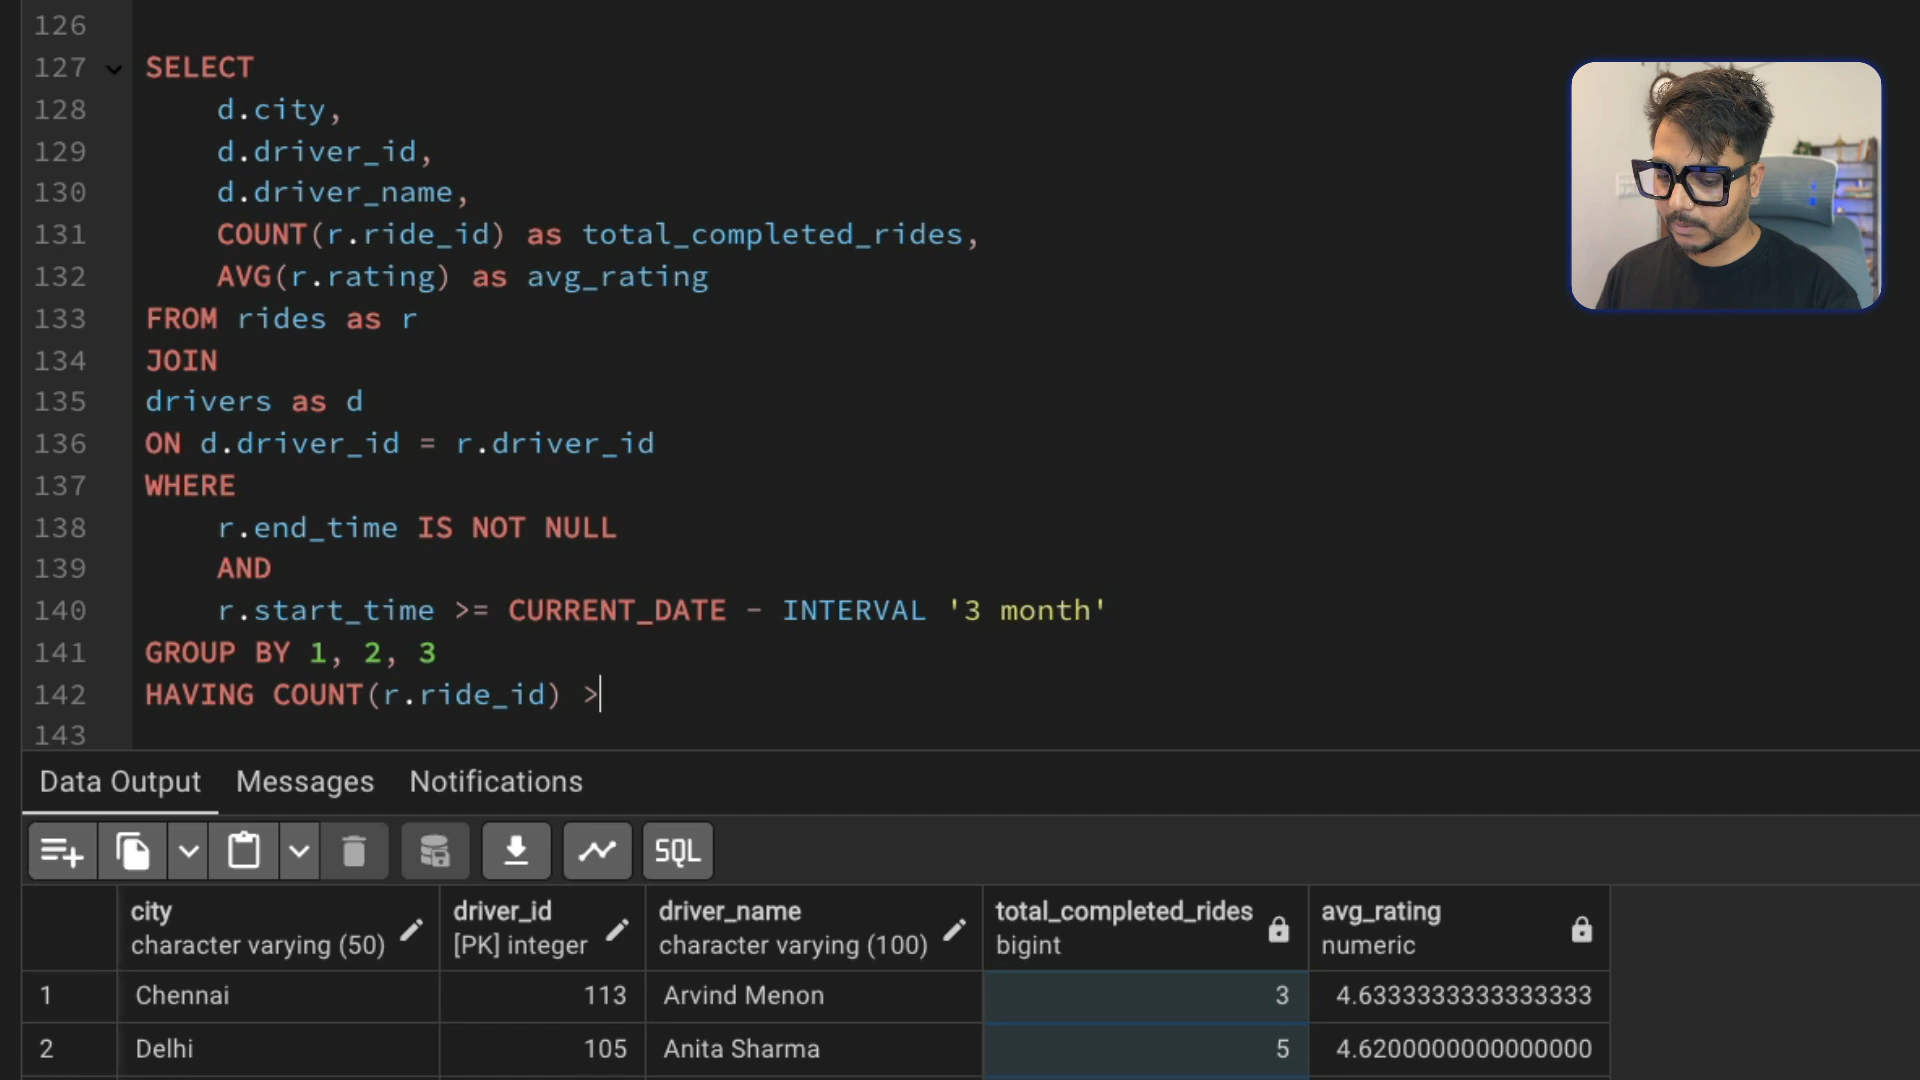 126
127 SELECT
128 d.city,
129 d.driver_id,
130 d.driver_name,
131 COUNT(r.ride_id) as total_completed_rides,
132 AVG(r.rating) as avg_rating
133 FROM rides as r
134 JOIN
135 drivers as d
136 ON d.driver_id = r.driver_id
137 WHERE
138 r.end_time IS NOT NULL
139 AND
140 r.start_time >= CURRENT_DATE - INTERVAL '3 month'
141 GROUP BY 1, 2, 3
142 HAVING COUNT(r.ride_id) >
143
Data Output Messages Notifications
SQL
city driver_id driver_name total_completed_rides avg_rating
character varying (50) [PK] integer character varying (100) bigint numeric
1 Chennai 113 Arvind Menon 3 4.6333333333333333
2 Delhi 105 Anita Sharma 5 4.6200000000000000